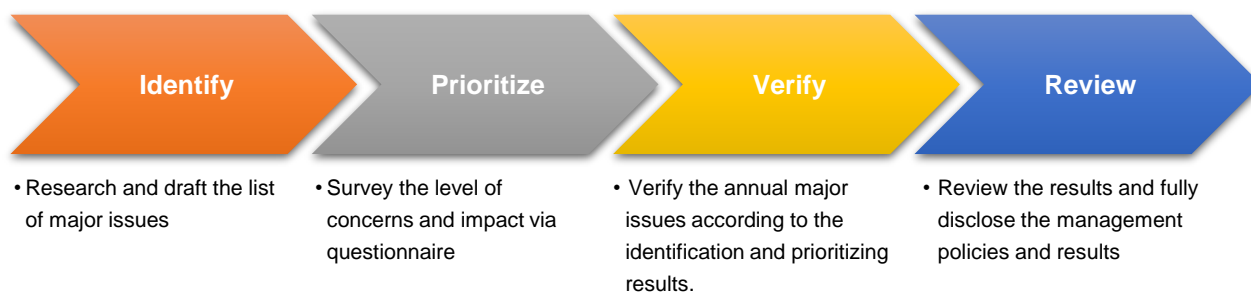 Identify
Prioritize
Verify
Review
• Research and draft the list
of major issues
• Survey the level of
concerns and impact via
questionnaire
• Verify the annual major
issues according to the
identification and prioritizing
results.
• Review the results and fully
disclose the management
policies and results